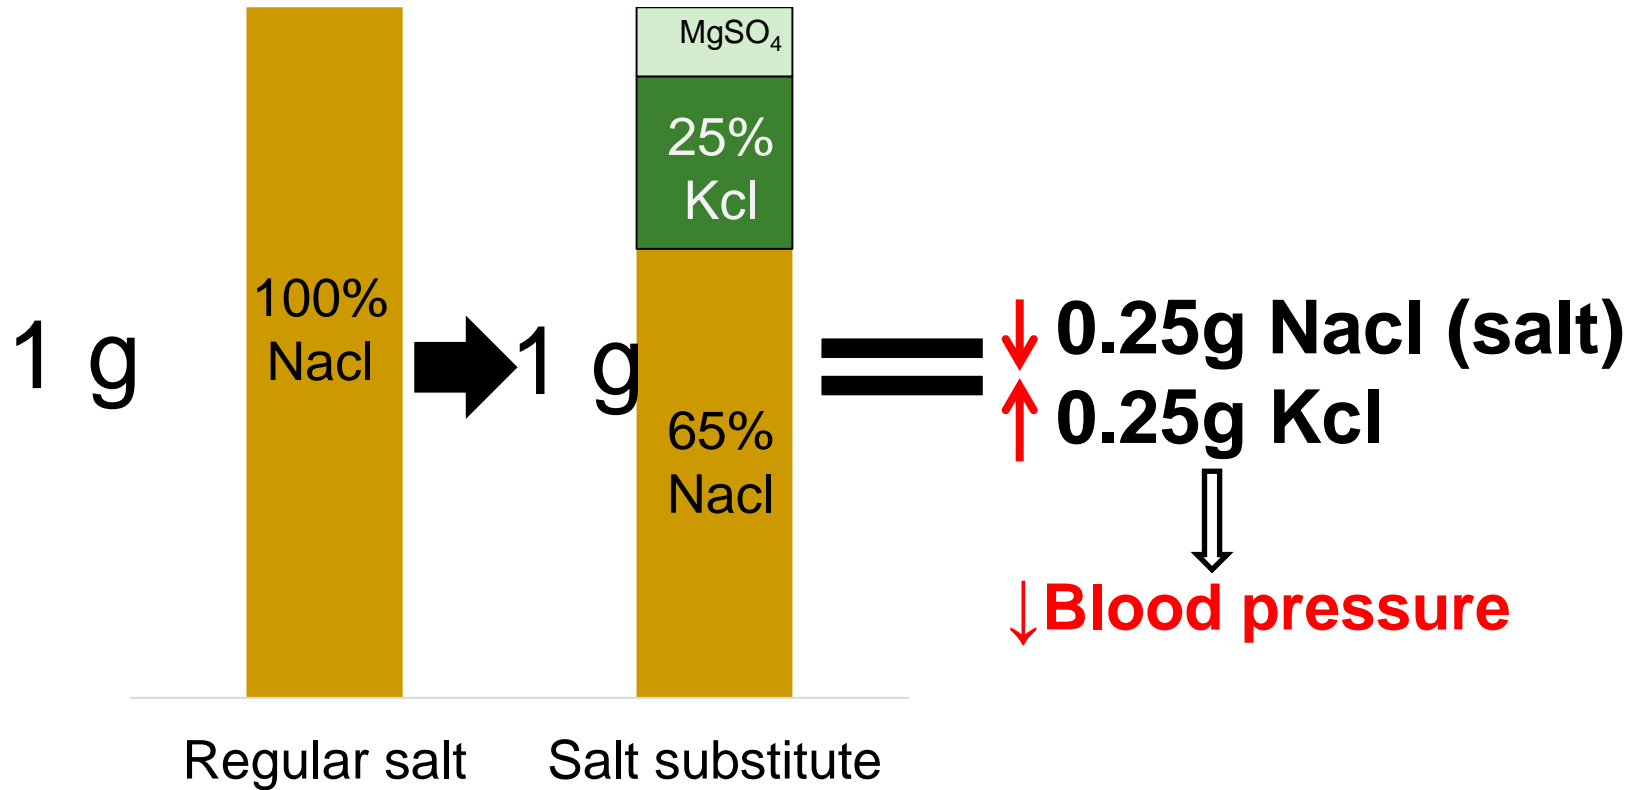 MgSO₄
25%
Kcl
100%
Nacl
1 g
1 g
65%
Nacl
↓ 0.25g Nacl (salt)
↑ 0.25g Kcl
↓Blood pressure
Regular salt
Salt substitute